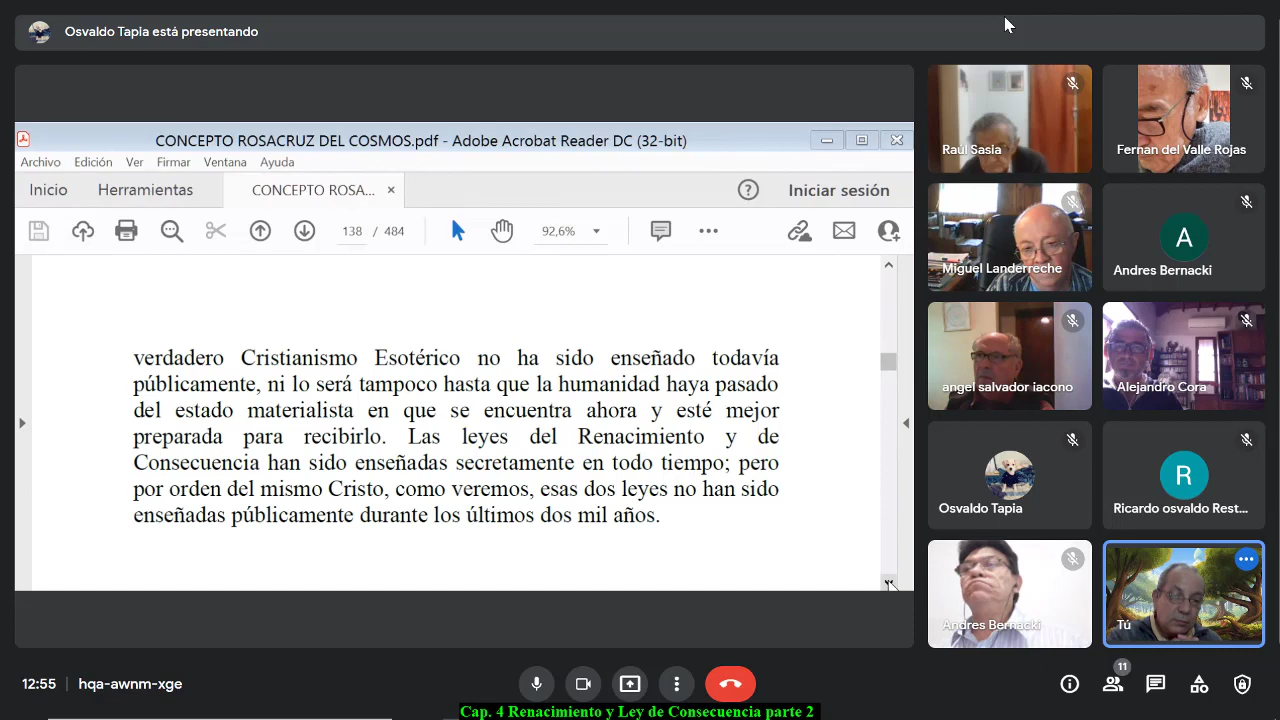 Osvaldo Tapia está presentando
CONCEPTO ROSACRUZ DEL COSMOS.pdf - Adobe Acrobat Reader DC (32-bit)
Archivo Edición Ver Firmar Ventana Ayuda
Inicio Herramientas CONCEPTO ROSA... × Iniciar sesión
138 / 484 92,6%
verdadero Cristianismo Esotérico no ha sido enseñado todavía
públicamente, ni lo será tampoco hasta que la humanidad haya pasado
del estado materialista en que se encuentra ahora y esté mejor
preparada para recibirlo. Las leyes del Renacimiento y de
Consecuencia han sido enseñadas secretamente en todo tiempo; pero
por orden del mismo Cristo, como veremos, esas dos leyes no han sido
enseñadas públicamente durante los últimos dos mil años.
Raul Sasia
Fernan del Valle Rojas
Miguel Landerreche
A
Andres Bernacki
angel salvador iacono
Alejandro Cora
Osvaldo Tapia
R
Ricardo osvaldo Rest...
Andres Bernacki
Tú
12:55 hqa-awnm-xge
11
Cap. 4 Renacimiento y Ley de Consecuencia parte 2